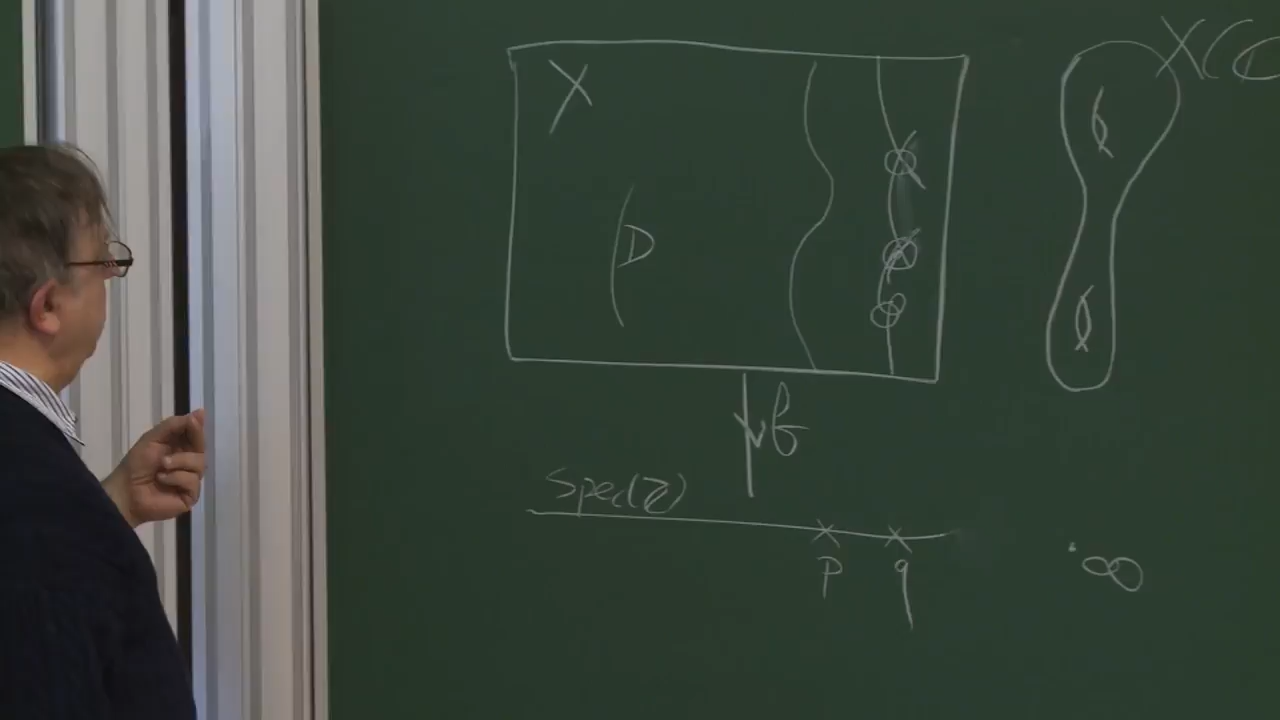 X
X(C
D
f
Spec(ℤ)
p q ∞